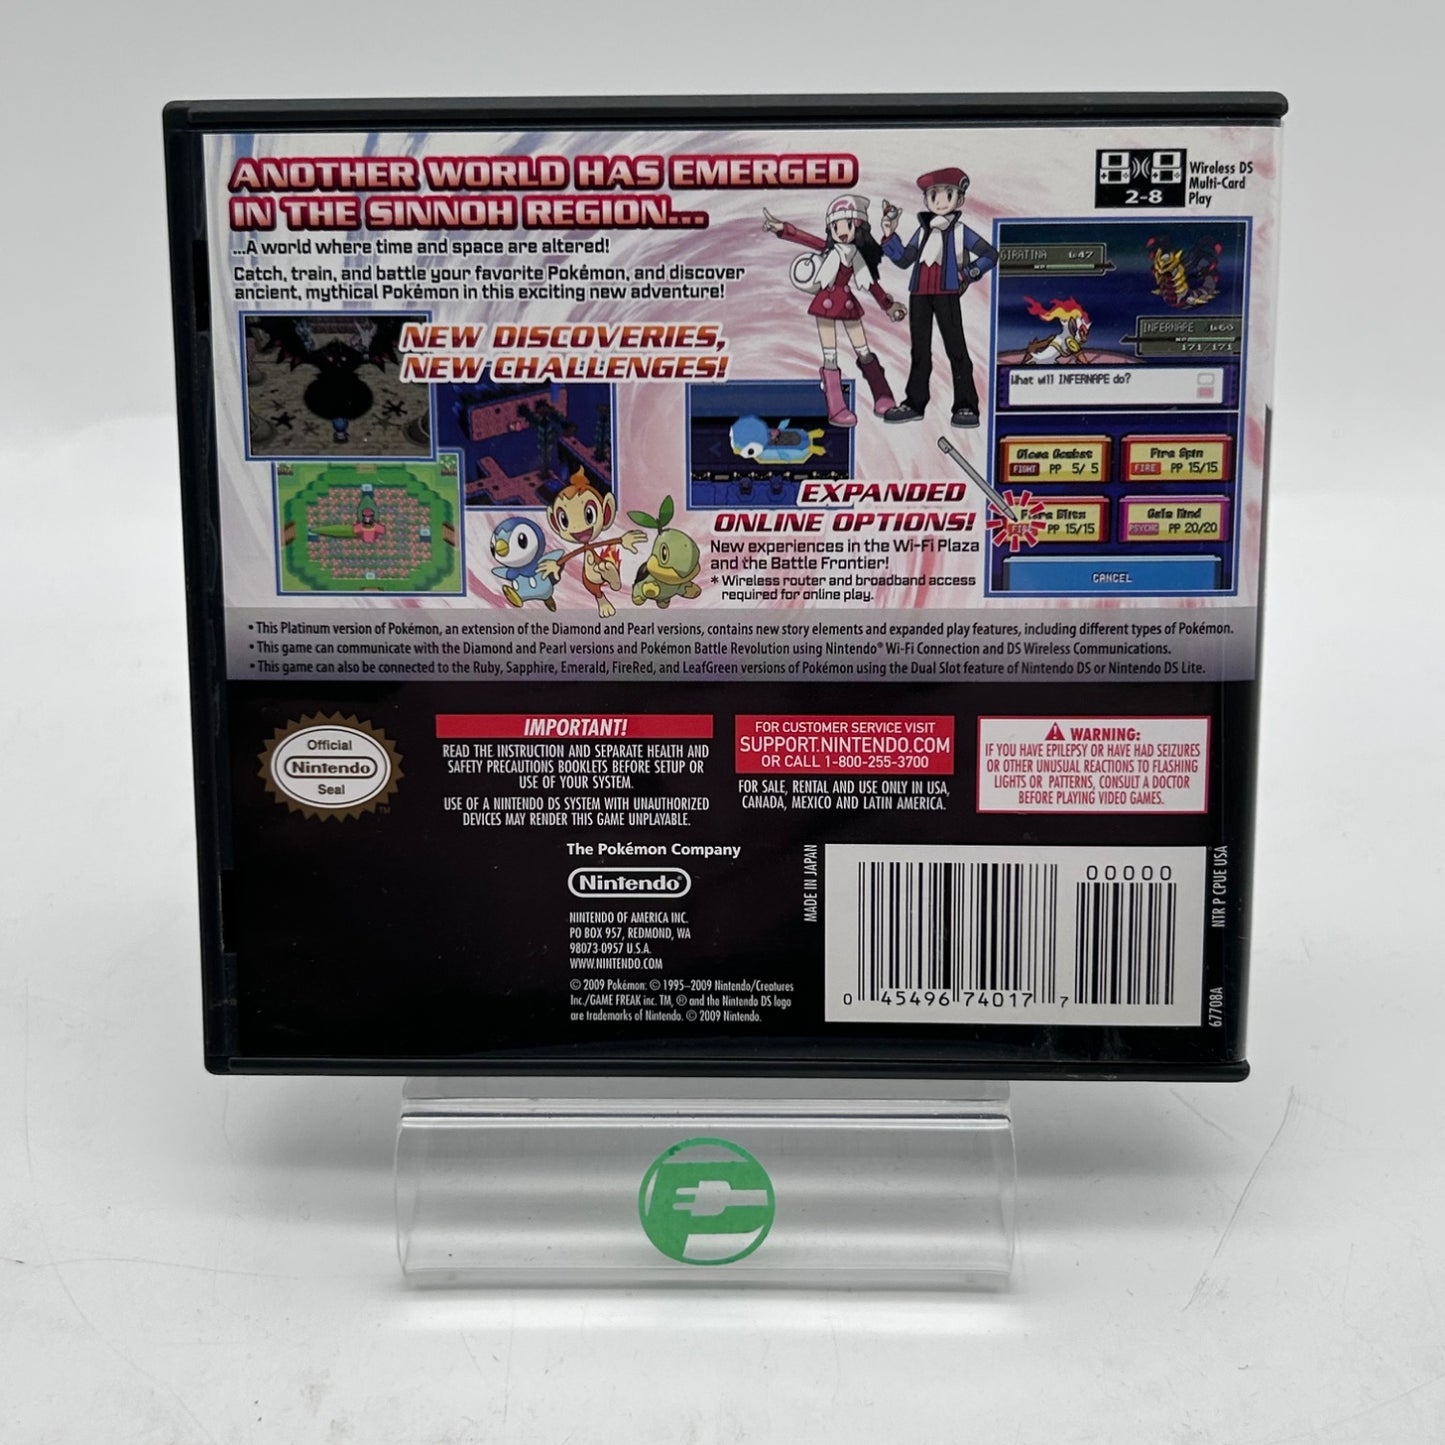 ANOTHER WORLD HAS EMERGED
IN THE SINNOH REGION...
...A world where time and space are altered!
Catch, train, and battle your favorite Pokémon, and discover
ancient, mythical Pokémon in this exciting new adventure!
2-8
Wireless DS
Multi-Card
Play
NEW DISCOVERIES,
NEW CHALLENGES!
GIRATINA Lv47
HP
INFERNAPE Lv60
HP
171/171
What will INFERNAPE do?
Close Combat
FIGHT PP 5/ 5
Fire Spin
FIRE PP 15/15
Flare Blitz
PP 15/15
Calm Mind
PSYCHC PP 20/20
CANCEL
EXPANDED
ONLINE OPTIONS!
New experiences in the Wi-Fi Plaza
and the Battle Frontier!
* Wireless router and broadband access
required for online play.
• This Platinum version of Pokémon, an extension of the Diamond and Pearl versions, contains new story elements and expanded play features, including different types of Pokémon.
• This game can communicate with the Diamond and Pearl versions and Pokémon Battle Revolution using Nintendo® Wi-Fi Connection and DS Wireless Communications.
• This game can also be connected to the Ruby, Sapphire, Emerald, FireRed, and LeafGreen versions of Pokémon using the Dual Slot feature of Nintendo DS or Nintendo DS Lite.
Official
Nintendo
Seal
TM
IMPORTANT!
READ THE INSTRUCTION AND SEPARATE HEALTH AND
SAFETY PRECAUTIONS BOOKLETS BEFORE SETUP OR
USE OF YOUR SYSTEM.
USE OF A NINTENDO DS SYSTEM WITH UNAUTHORIZED
DEVICES MAY RENDER THIS GAME UNPLAYABLE.
FOR CUSTOMER SERVICE VISIT
SUPPORT.NINTENDO.COM
OR CALL 1-800-255-3700
FOR SALE, RENTAL AND USE ONLY IN USA,
CANADA, MEXICO AND LATIN AMERICA.
WARNING:
IF YOU HAVE EPILEPSY OR HAVE HAD SEIZURES
OR OTHER UNUSUAL REACTIONS TO FLASHING
LIGHTS OR PATTERNS, CONSULT A DOCTOR
BEFORE PLAYING VIDEO GAMES.
The Pokémon Company
Nintendo®
NINTENDO OF AMERICA INC.
PO BOX 957, REDMOND, WA
98073-0957 U.S.A.
WWW.NINTENDO.COM
© 2009 Pokémon. © 1995–2009 Nintendo/Creatures
Inc./GAME FREAK inc. TM, ® and the Nintendo DS logo
are trademarks of Nintendo. © 2009 Nintendo.
MADE IN JAPAN
00000
0 45496 74017 7
NTR P CPUE USA
67708A